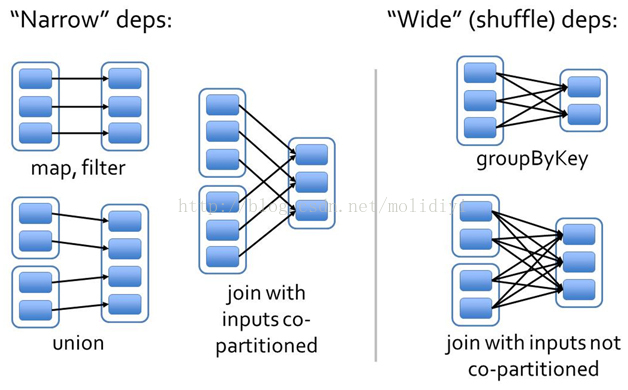 “Narrow” deps:
map, filter
union
join with
inputs co-
partitioned
“Wide” (shuffle) deps:
groupByKey
join with inputs not
co-partitioned